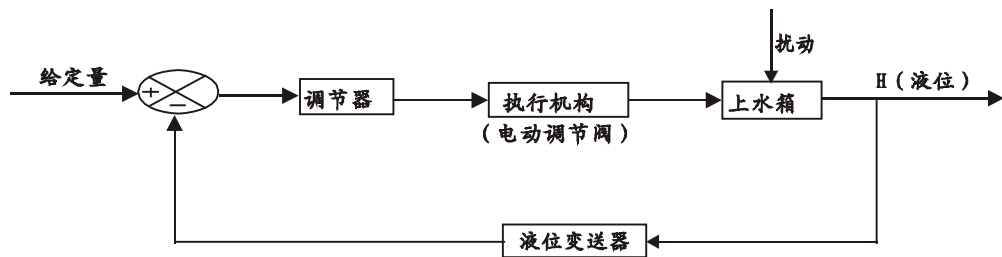 给定量
+
−
调节器
执行机构
(电动调节阀)
扰动
上水箱
H(液位)
液位变送器